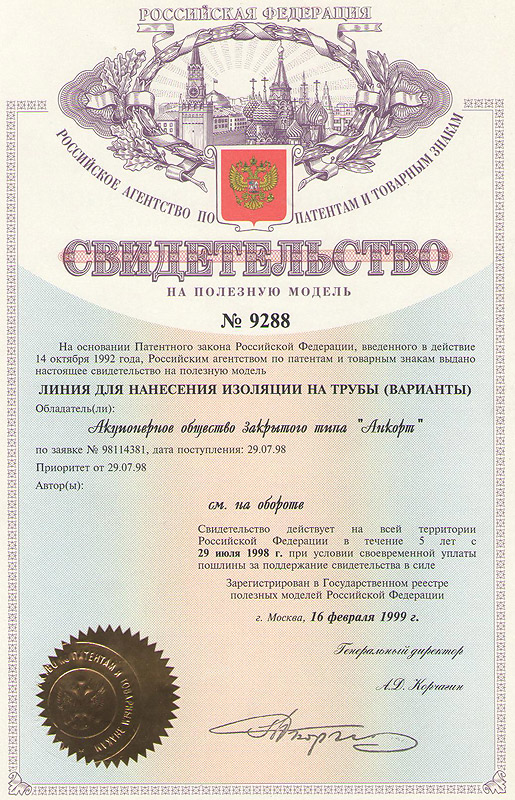 РОССИЙСКАЯ ФЕДЕРАЦИЯ
РОССИЙСКОЕ АГЕНТСТВО ПО ПАТЕНТАМ И ТОВАРНЫМ ЗНАКАМ
СВИДЕТЕЛЬСТВО
НА ПОЛЕЗНУЮ МОДЕЛЬ
№ 9288
На основании Патентного закона Российской Федерации, введенного в действие
14 октября 1992 года, Российским агентством по патентам и товарным знакам выдано
настоящее свидетельство на полезную модель
ЛИНИЯ ДЛЯ НАНЕСЕНИЯ ИЗОЛЯЦИИ НА ТРУБЫ (ВАРИАНТЫ)
Обладатель(ли):
Акционерное общество закрытого типа "Анкорт"
по заявке № 98114381, дата поступления: 29.07.98
Приоритет от 29.07.98
Автор(ы):
см. на обороте
Свидетельство действует на всей территории
Российской Федерации в течение 5 лет с
29 июля 1998 г. при условии своевременной уплаты
пошлины за поддержание свидетельства в силе
Зарегистрирован в Государственном реестре
полезных моделей Российской Федерации
г. Москва, 16 февраля 1999 г.
Генеральный директор
А.Д. Корчагин
ПО ПАТЕНТАМ И ТОВАРНЫМ ЗНАКАМ